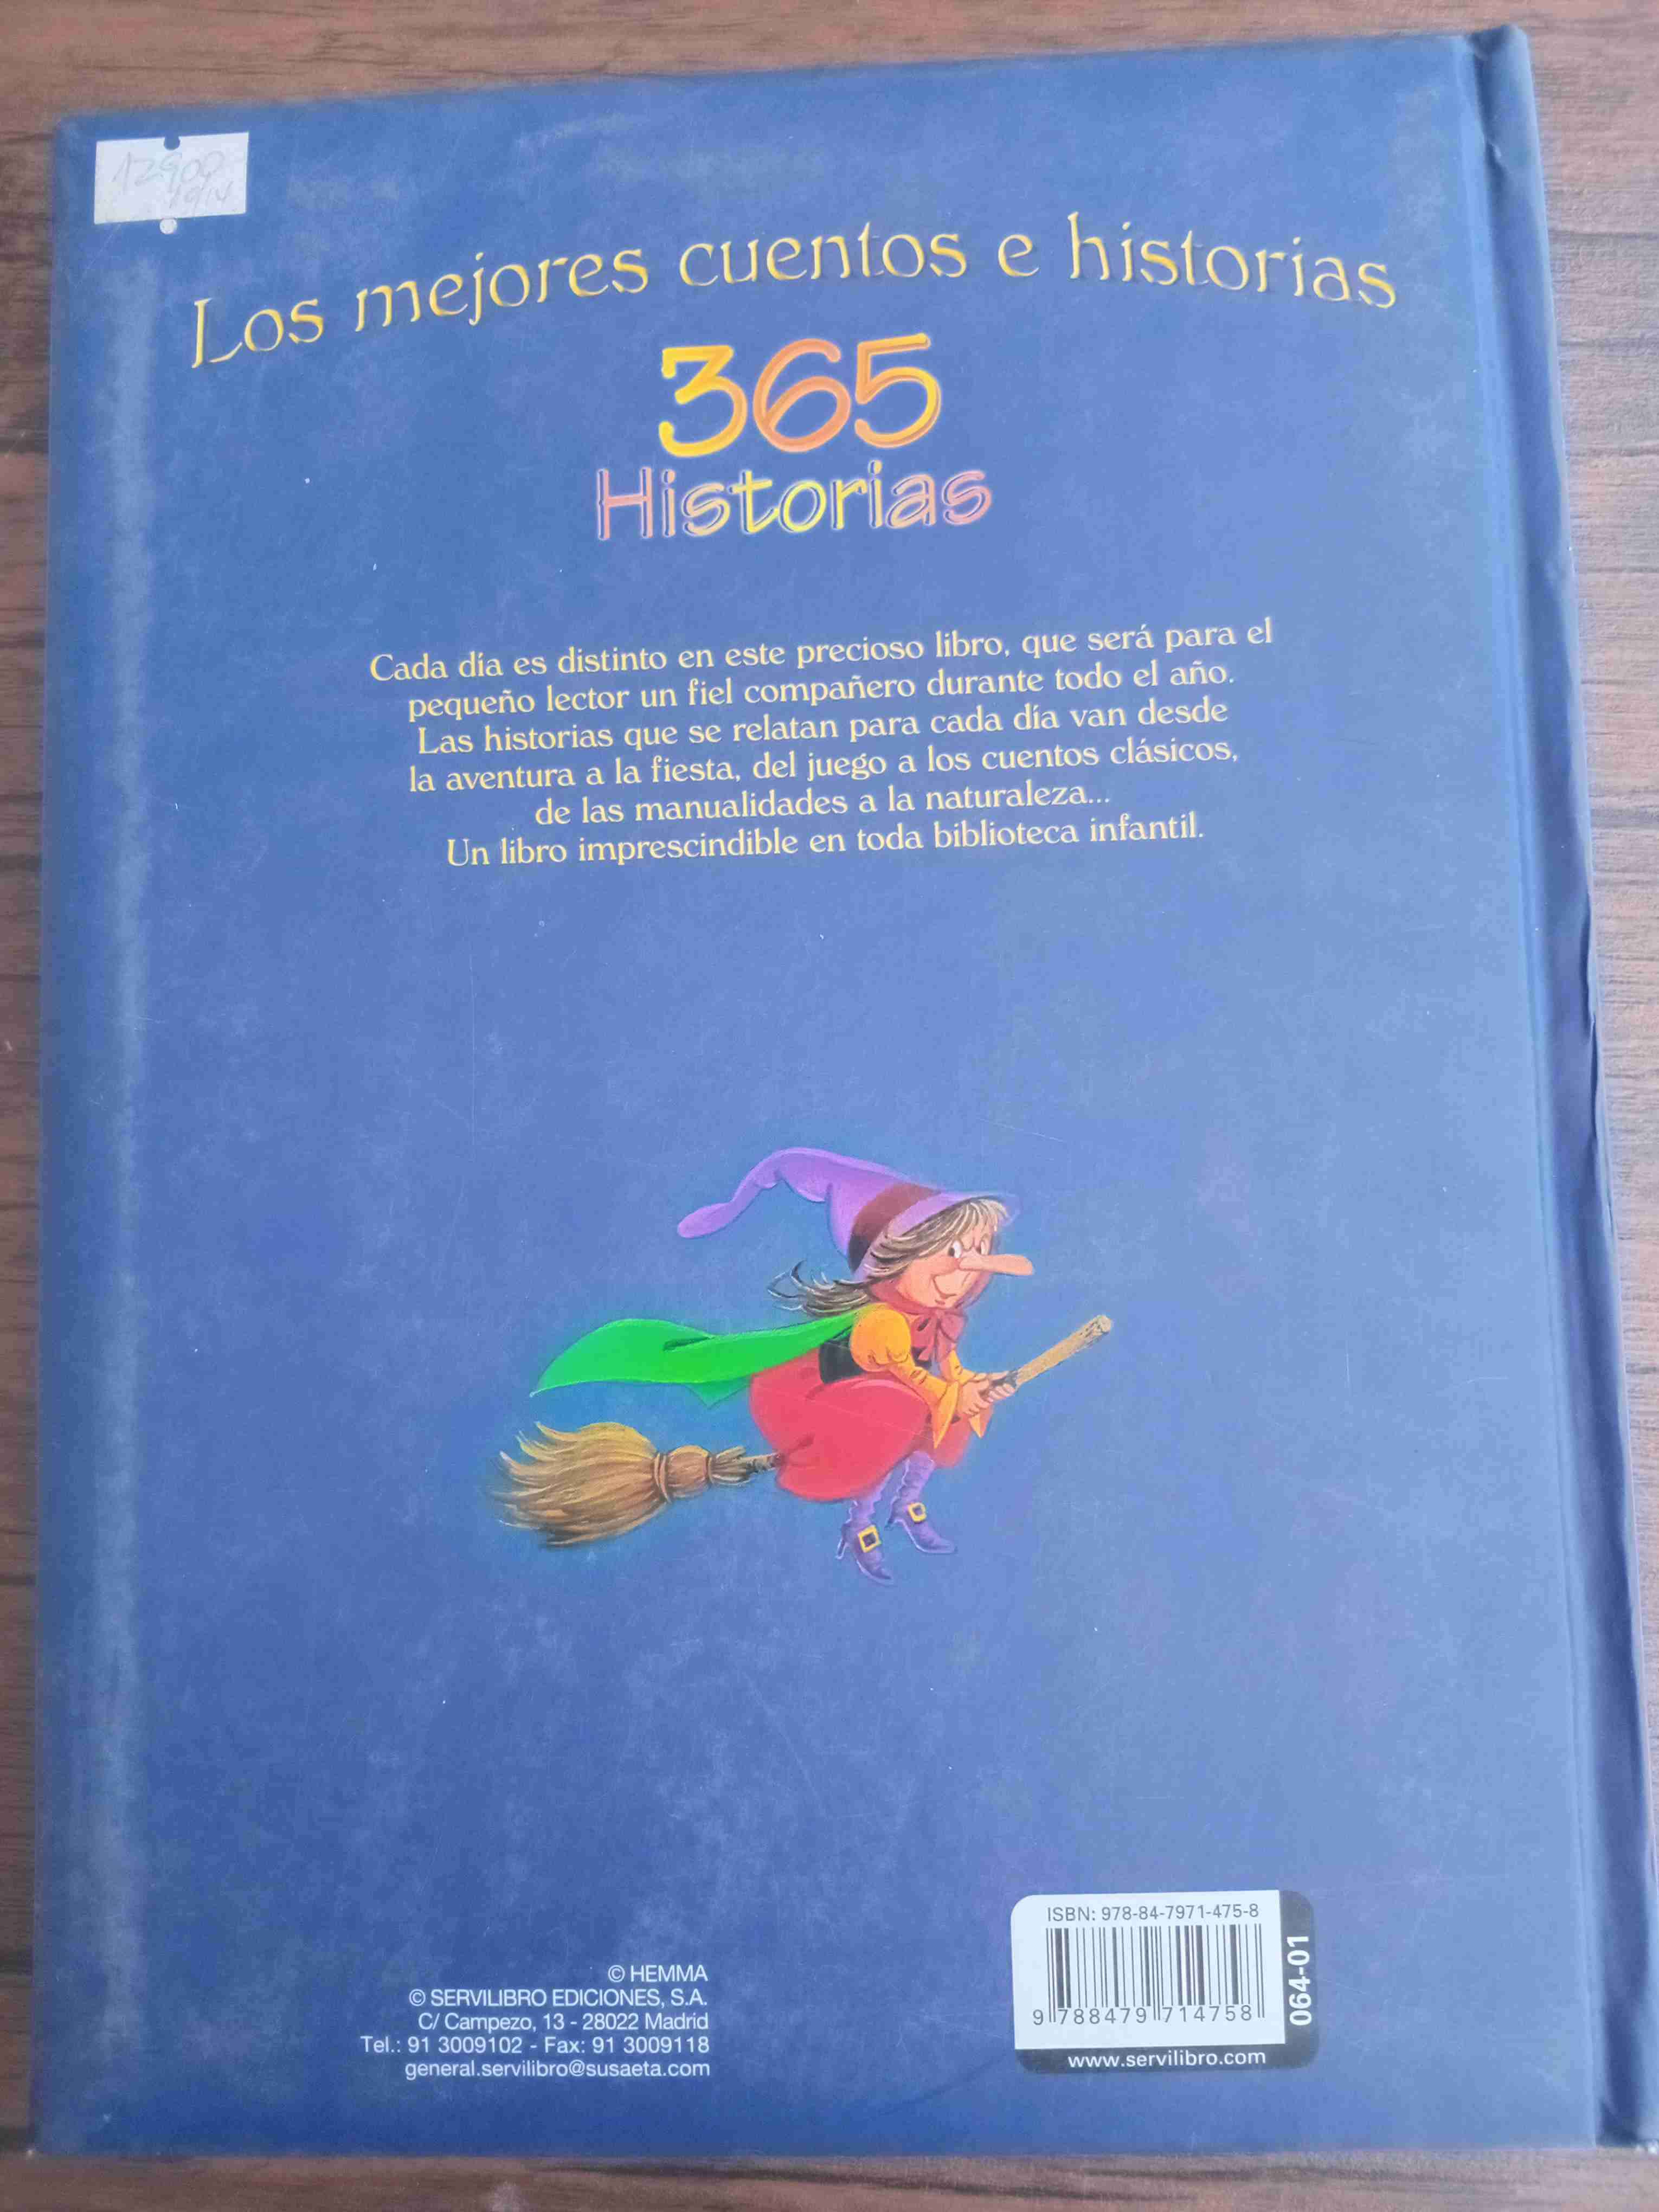 12900
Los mejores cuentos e historias
365
Historias
Cada día es distinto en este precioso libro, que será para el
pequeño lector un fiel compañero durante todo el año.
Las historias que se relatan para cada día van desde
la aventura a la fiesta, del juego a los cuentos clásicos,
de las manualidades a la naturaleza...
Un libro imprescindible en toda biblioteca infantil.
© HEMMA
© SERVILIBRO EDICIONES, S.A.
C/ Campezo, 13 - 28022 Madrid
Tel.: 91 3009102 - Fax: 91 3009118
general.servilibro@susaeta.com
ISBN: 978-84-7971-475-8
9 788479 714758
064-01
www.servilibro.com